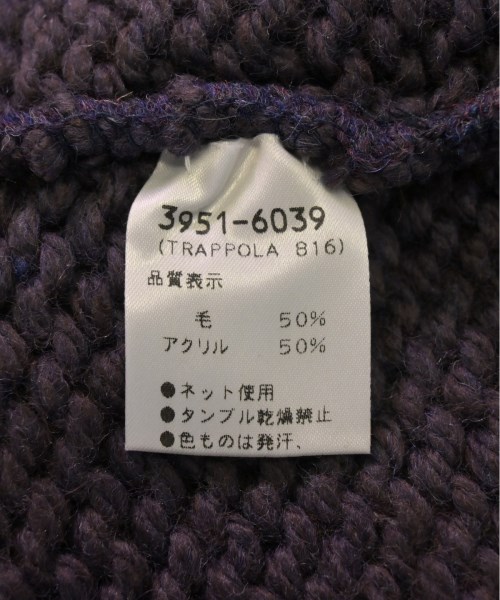 3951-6039
(TRAPPOLA 816)
品質表示
毛 50%
アクリル 50%
●ネット使用
●タンブル乾燥禁止
●色ものは発汗、